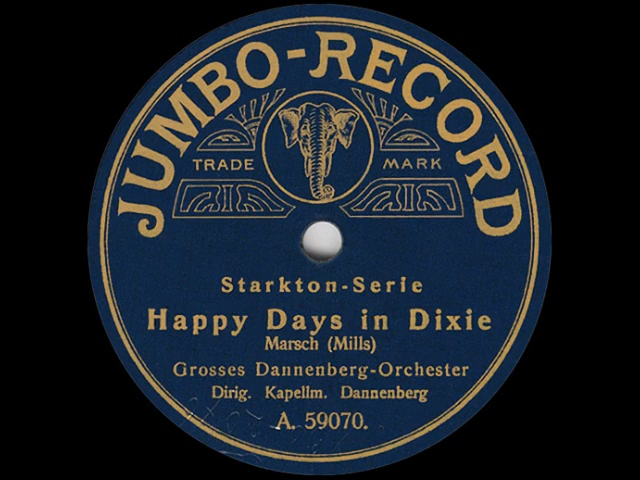 JUMBO-RECORD
TRADE MARK
Starkton-Serie
Happy Days in Dixie
Marsch (Mills)
Grosses Dannenberg-Orchester
Dirig. Kapellm. Dannenberg
A. 59070.